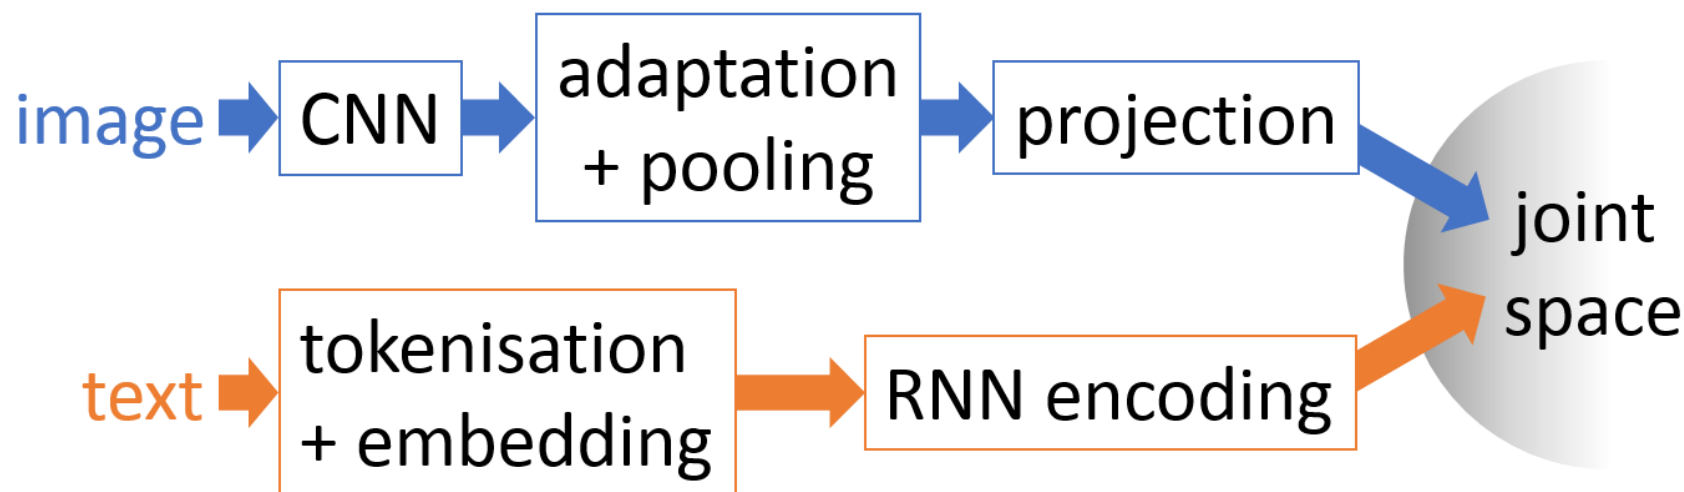 image
CNN
adaptation
+ pooling
projection
joint
space
text
tokenisation
+ embedding
RNN encoding